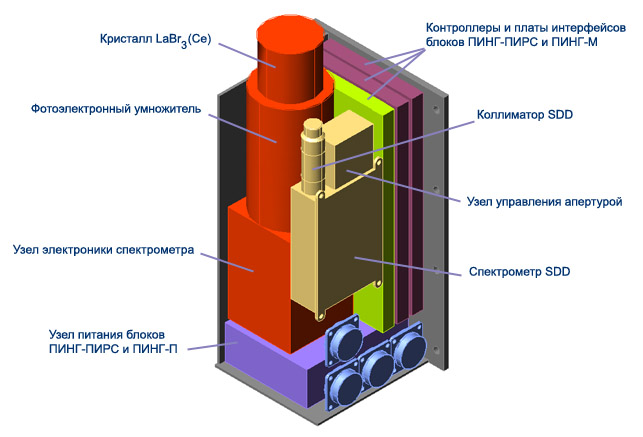 Кристалл LaBr3(Ce)
Контроллеры и платы интерфейсов
блоков ПИНГ-ПИРС и ПИНГ-М
Фотоэлектронный умножитель
Коллиматор SDD
Узел управления апертурой
Узел электроники спектрометра
Спектрометр SDD
Узел питания блоков
ПИНГ-ПИРС и ПИНГ-П